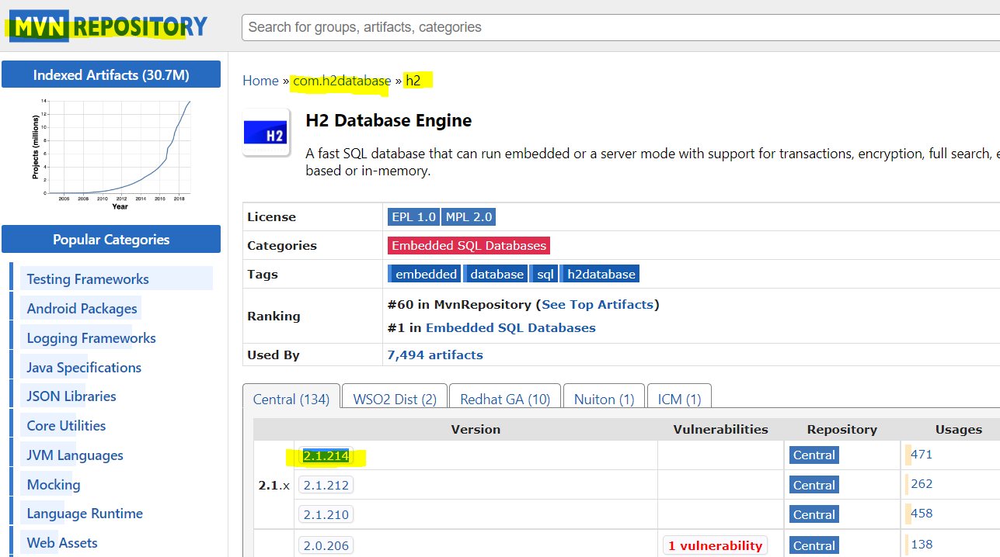 MVN REPOSITORY
Search for groups, artifacts, categories
Indexed Artifacts (30.7M)
14
12
10
8
6
4
2
0
Projects (millions)
2006 2008 2010 2012 2014 2016 2018
Year
Popular Categories
Testing Frameworks
Android Packages
Logging Frameworks
Java Specifications
JSON Libraries
Core Utilities
JVM Languages
Mocking
Language Runtime
Web Assets
Home » com.h2database » h2
H2
H2 Database Engine
A fast SQL database that can run embedded or a server mode with support for transactions, encryption, full search,
based or in-memory.
License EPL 1.0 MPL 2.0
Categories Embedded SQL Databases
Tags embedded database sql h2database
Ranking #60 in MvnRepository (See Top Artifacts)
#1 in Embedded SQL Databases
Used By 7,494 artifacts
Central (134) WSO2 Dist (2) Redhat GA (10) Nuiton (1) ICM (1)
Version Vulnerabilities Repository Usages
2.1.214 Central 471
2.1.x 2.1.212 Central 262
2.1.210 Central 458
2.0.206 1 vulnerability Central 138